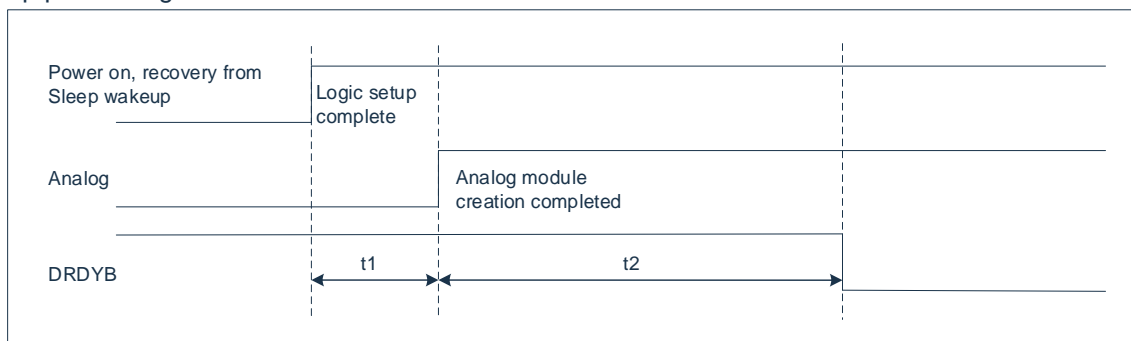 Power on, recovery from
Sleep wakeup
Logic setup
complete
Analog
Analog module
creation completed
DRDYB
t1
t2